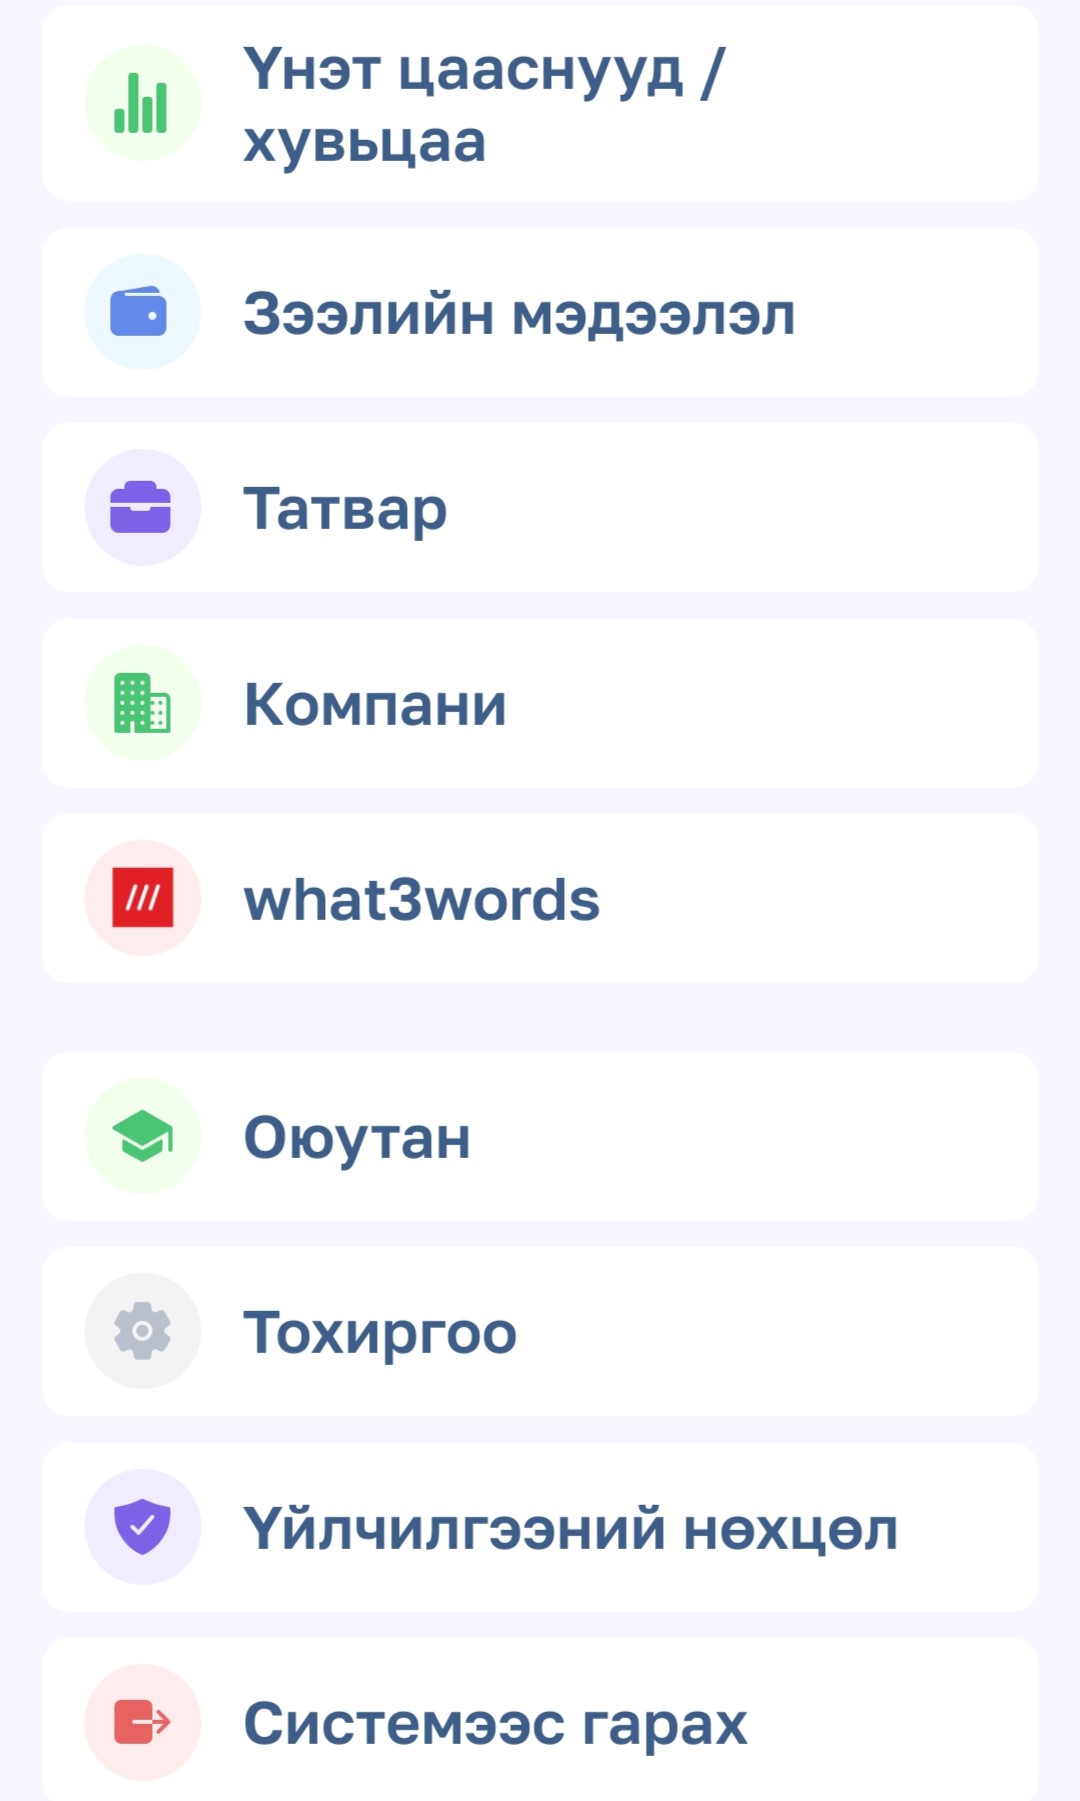 Үнэт цааснууд /
хувьцаа
Зээлийн мэдээлэл
Татвар
Компани
what3words
Оюутан
Тохиргоо
Үйлчилгээний нөхцөл
Системээс гарах